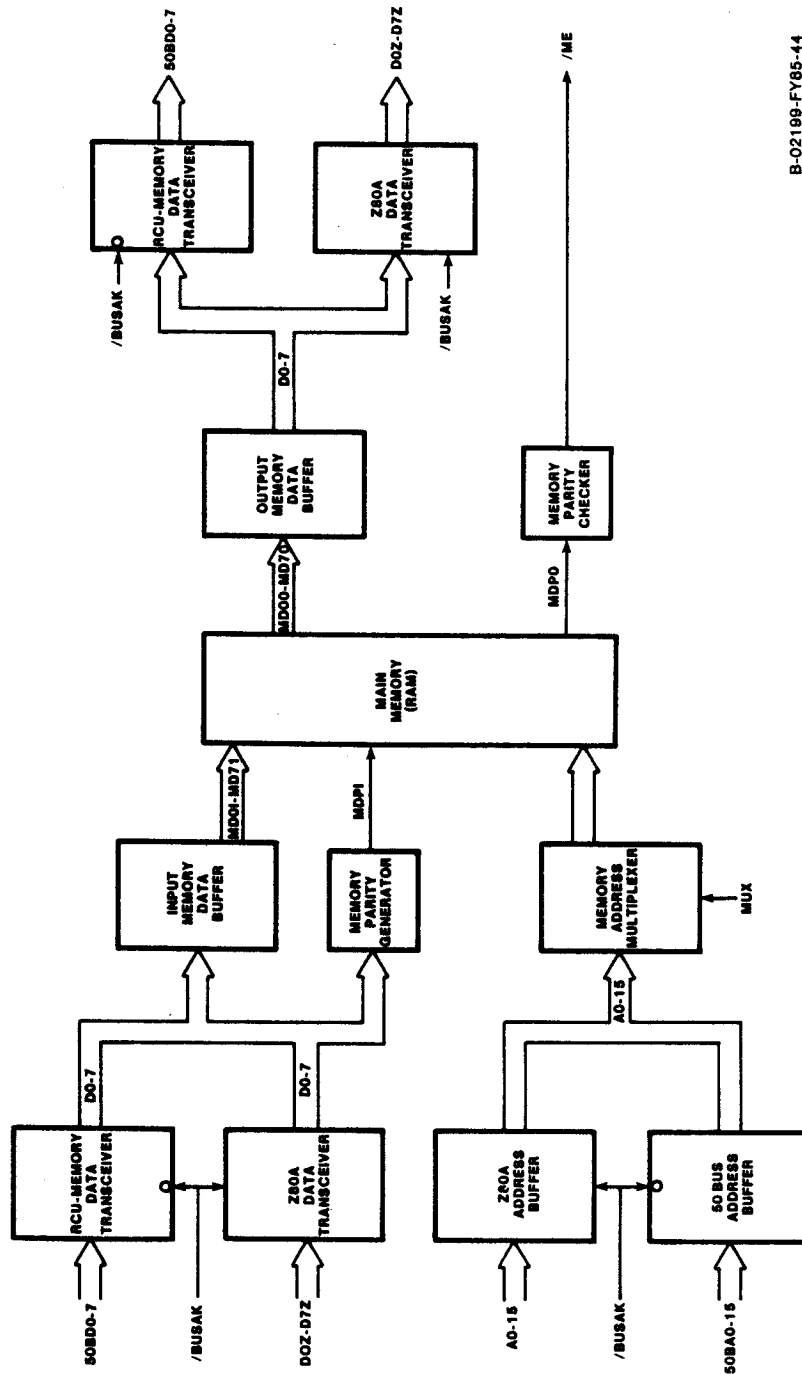 50BD0-7
/BUSAK
D0Z-D7Z
RCU-MEMORY
DATA
TRANSCEIVER
D0-7
Z80A
DATA
TRANSCEIVER
D0-7
INPUT
MEMORY
DATA
BUFFER
MD0I-MD7I
MEMORY
PARITY
GENERATOR
MDPI
A0-15
/BUSAK
50BA0-15
Z80A
ADDRESS
BUFFER
50 BUS
ADDRESS
BUFFER
A0-15
MEMORY
ADDRESS
MULTIPLEXER
MUX
MAIN
MEMORY
(RAM)
MD0O-MD7O
OUTPUT
MEMORY
DATA
BUFFER
D0-7
MDPO
MEMORY
PARITY
CHECKER
/ME
/BUSAK
RCU-MEMORY
DATA
TRANSCEIVER
50BD0-7
Z80A
DATA
TRANSCEIVER
/BUSAK
D0Z-D7Z
B-02199-FY85-44